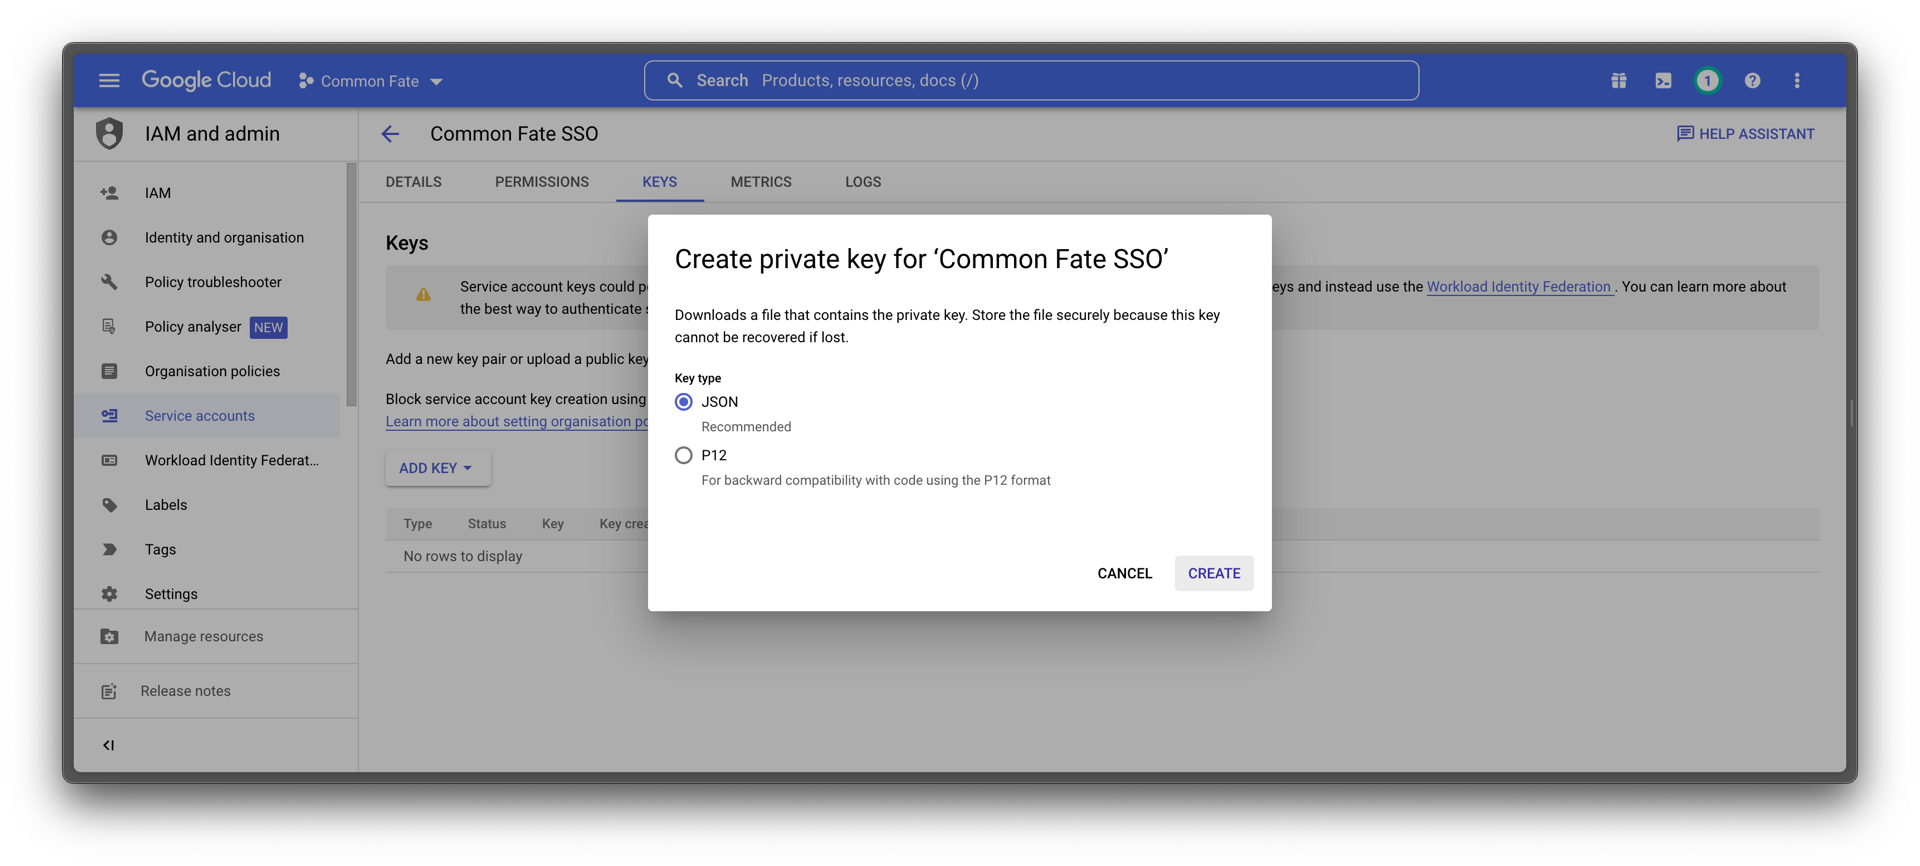 Google Cloud
Common Fate
Search Products, resources, docs (/)
1
IAM and admin
Common Fate SSO
HELP ASSISTANT
IAM
Identity and organisation
Policy troubleshooter
Policy analyser NEW
Organisation policies
Service accounts
Workload Identity Federat...
Labels
Tags
Settings
Manage resources
Release notes
DETAILS PERMISSIONS KEYS METRICS LOGS
Keys
Service account keys could p
eys and instead use the Workload Identity Federation . You can learn more about
the best way to authenticate
Add a new key pair or upload a public key
Block service account key creation using
Learn more about setting organisation po
ADD KEY
Type Status Key Key crea
No rows to display
Create private key for ‘Common Fate SSO’
Downloads a file that contains the private key. Store the file securely because this key
cannot be recovered if lost.
Key type
JSON
Recommended
P12
For backward compatibility with code using the P12 format
CANCEL CREATE